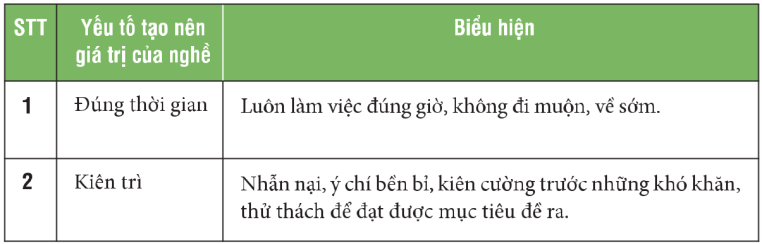 STT
Yếu tố tạo nên
giá trị của nghề
Biểu hiện
1
Đúng thời gian
Luôn làm việc đúng giờ, không đi muộn, về sớm.
2
Kiên trì
Nhẫn nại, ý chí bền bỉ, kiên cường trước những khó khăn,
thử thách để đạt được mục tiêu đề ra.